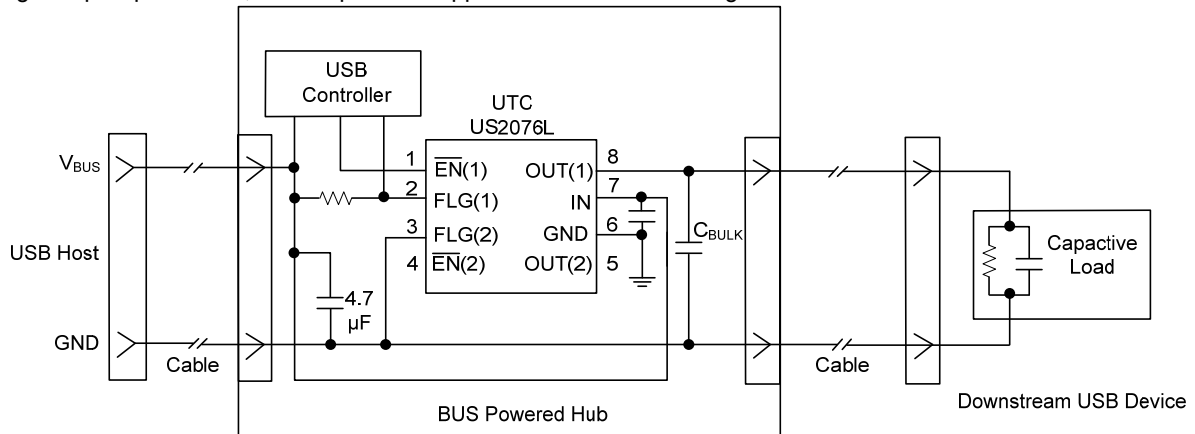 USB
Controller
UTC
US2076L
VBUS
1 EN(1) OUT(1) 8
2 FLG(1) IN 7
3 FLG(2) GND 6
4 EN(2) OUT(2) 5
CBULK
USB Host
4.7
µF
Capactive
Load
GND
Cable
Cable
BUS Powered Hub
Downstream USB Device